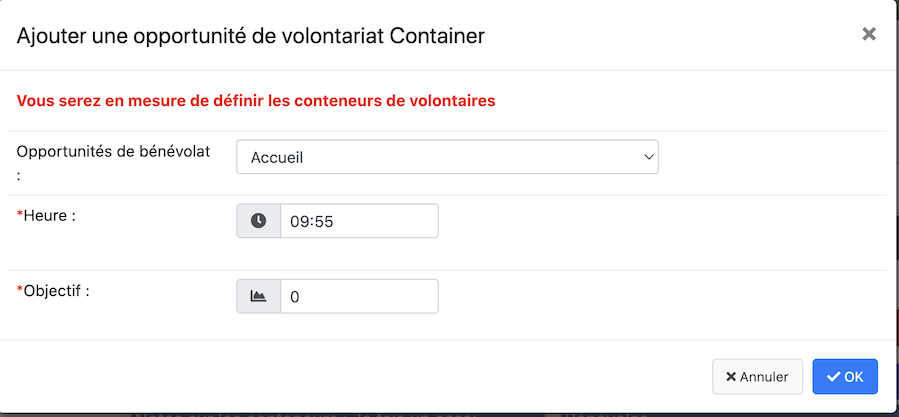 Ajouter une opportunité de volontariat Container
Vous serez en mesure de définir les conteneurs de volontaires
Opportunités de bénévolat
:
Accueil
*Heure :
09:55
*Objectif :
0
Annuler
OK